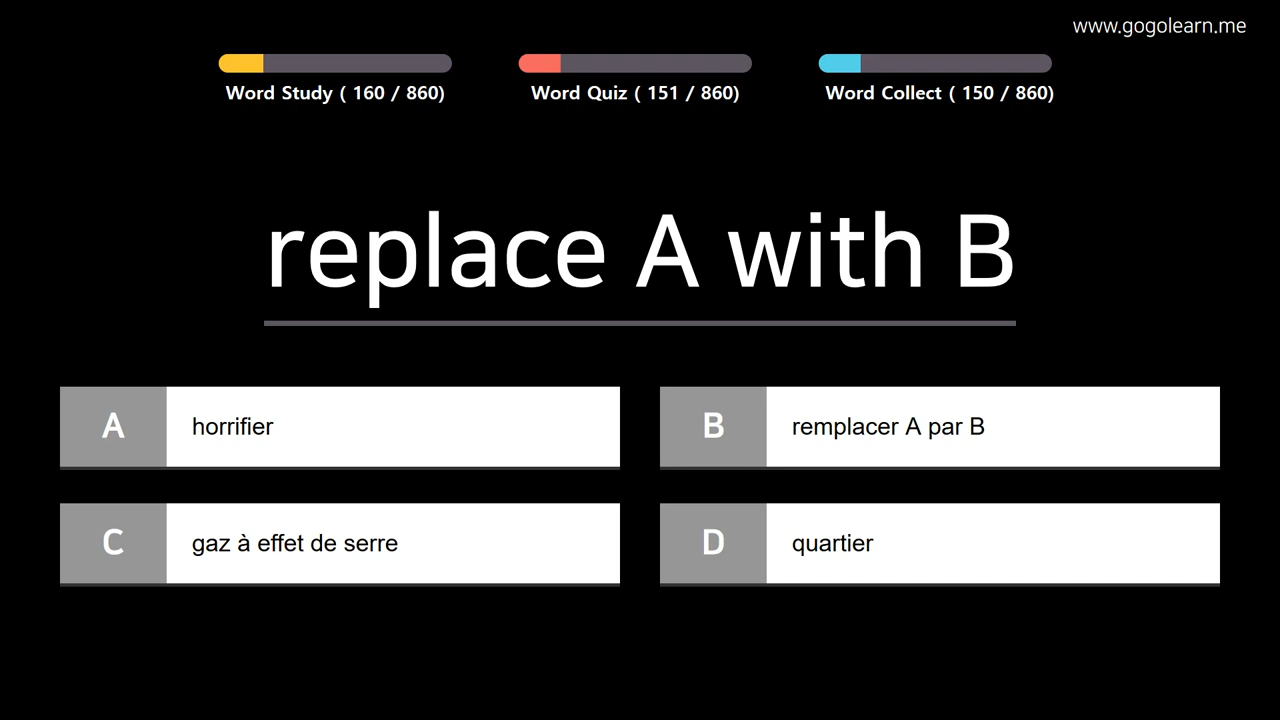 www.gogolearn.me
Word Study ( 160 / 860)
Word Quiz ( 151 / 860)
Word Collect ( 150 / 860)
replace A with B
A horrifier
B remplacer A par B
C gaz à effet de serre
D quartier